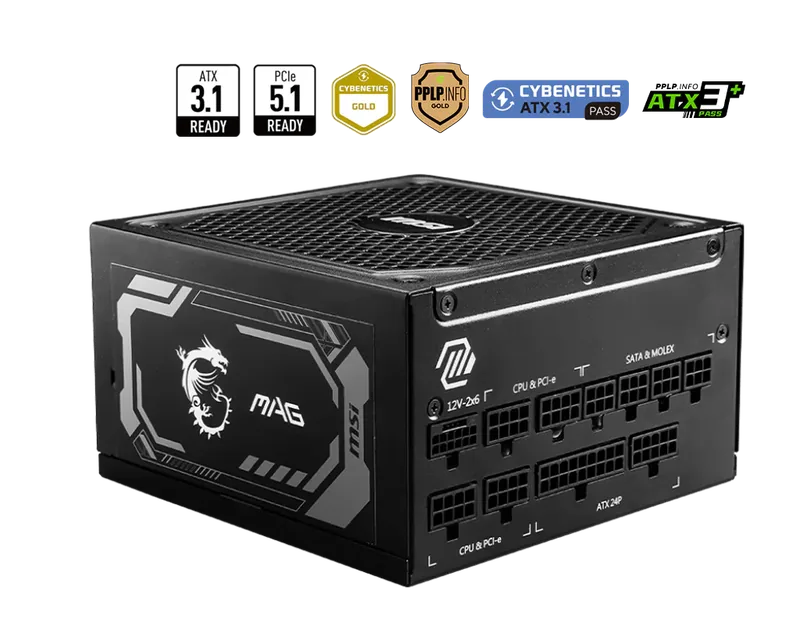 ATX
3.1
READY
PCIe
5.1
READY
CYBENETICS
GOLD
PPLP.INFO
GOLD
CYBENETICS
ATX 3.1 PASS
PPLP.INFO
ATX3+
PASS
msi
MAG
msi
12V-2x6
CPU & PCI-e
SATA & MOLEX
CPU & PCI-e
ATX 24P